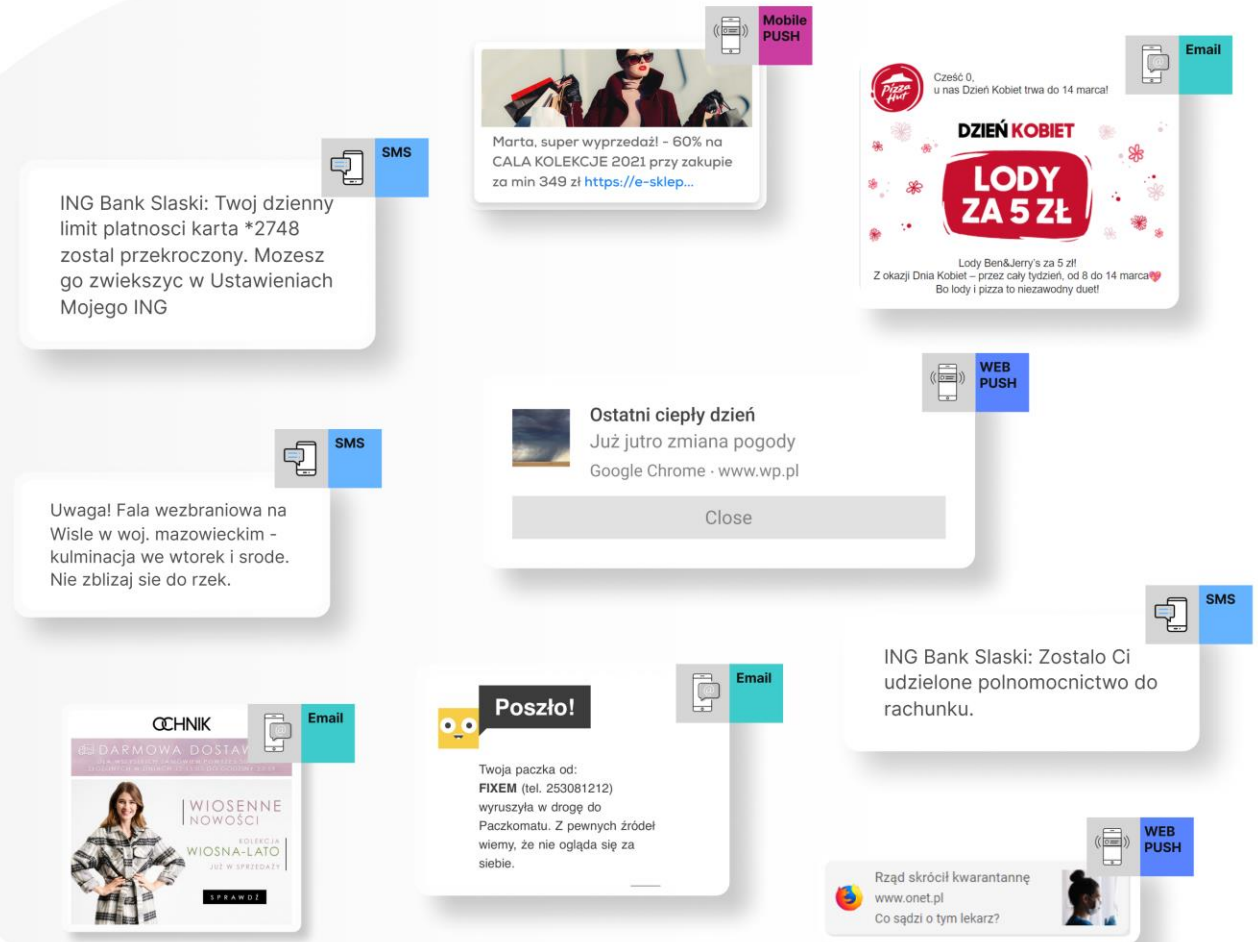 Mobile
PUSH
Marta, super wyprzedaż! - 60% na
CALA KOLEKCJE 2021 przy zakupie
za min 349 zł https://e-sklep...
Email
Pizza
Hut
Cześć 0,
u nas Dzień Kobiet trwa do 14 marca!
DZIEŃ KOBIET
LODY
ZA 5 ZŁ
Lody Ben&Jerry's za 5 zł!
Z okazji Dnia Kobiet – przez cały tydzień, od 8 do 14 marca💖
Bo lody i pizza to niezawodny duet!
SMS
ING Bank Slaski: Twoj dzienny
limit platnosci karta *2748
zostal przekroczony. Mozesz
go zwiekszyc w Ustawieniach
Mojego ING
WEB
PUSH
Ostatni ciepły dzień
Już jutro zmiana pogody
Google Chrome · www.wp.pl
Close
SMS
Uwaga! Fala wezbraniowa na
Wisle w woj. mazowieckim -
kulminacja we wtorek i srode.
Nie zblizaj sie do rzek.
SMS
ING Bank Slaski: Zostalo Ci
udzielone polnomocnictwo do
rachunku.
Email
OCHNIK
DARMOWA
WIOSENNE
NOWOŚCI
KOLEKCJA
WIOSNA-LATO
JUŻ W SPRZEDAŻY
SPRAWDŹ
Email
@
Poszło!
Twoja paczka od:
FIXEM (tel. 253081212)
wyruszyła w drogę do
Paczkomatu. Z pewnych źródeł
wiemy, że nie ogląda się za
siebie.
WEB
PUSH
Rząd skrócił kwarantannę
www.onet.pl
Co sądzi o tym lekarz?